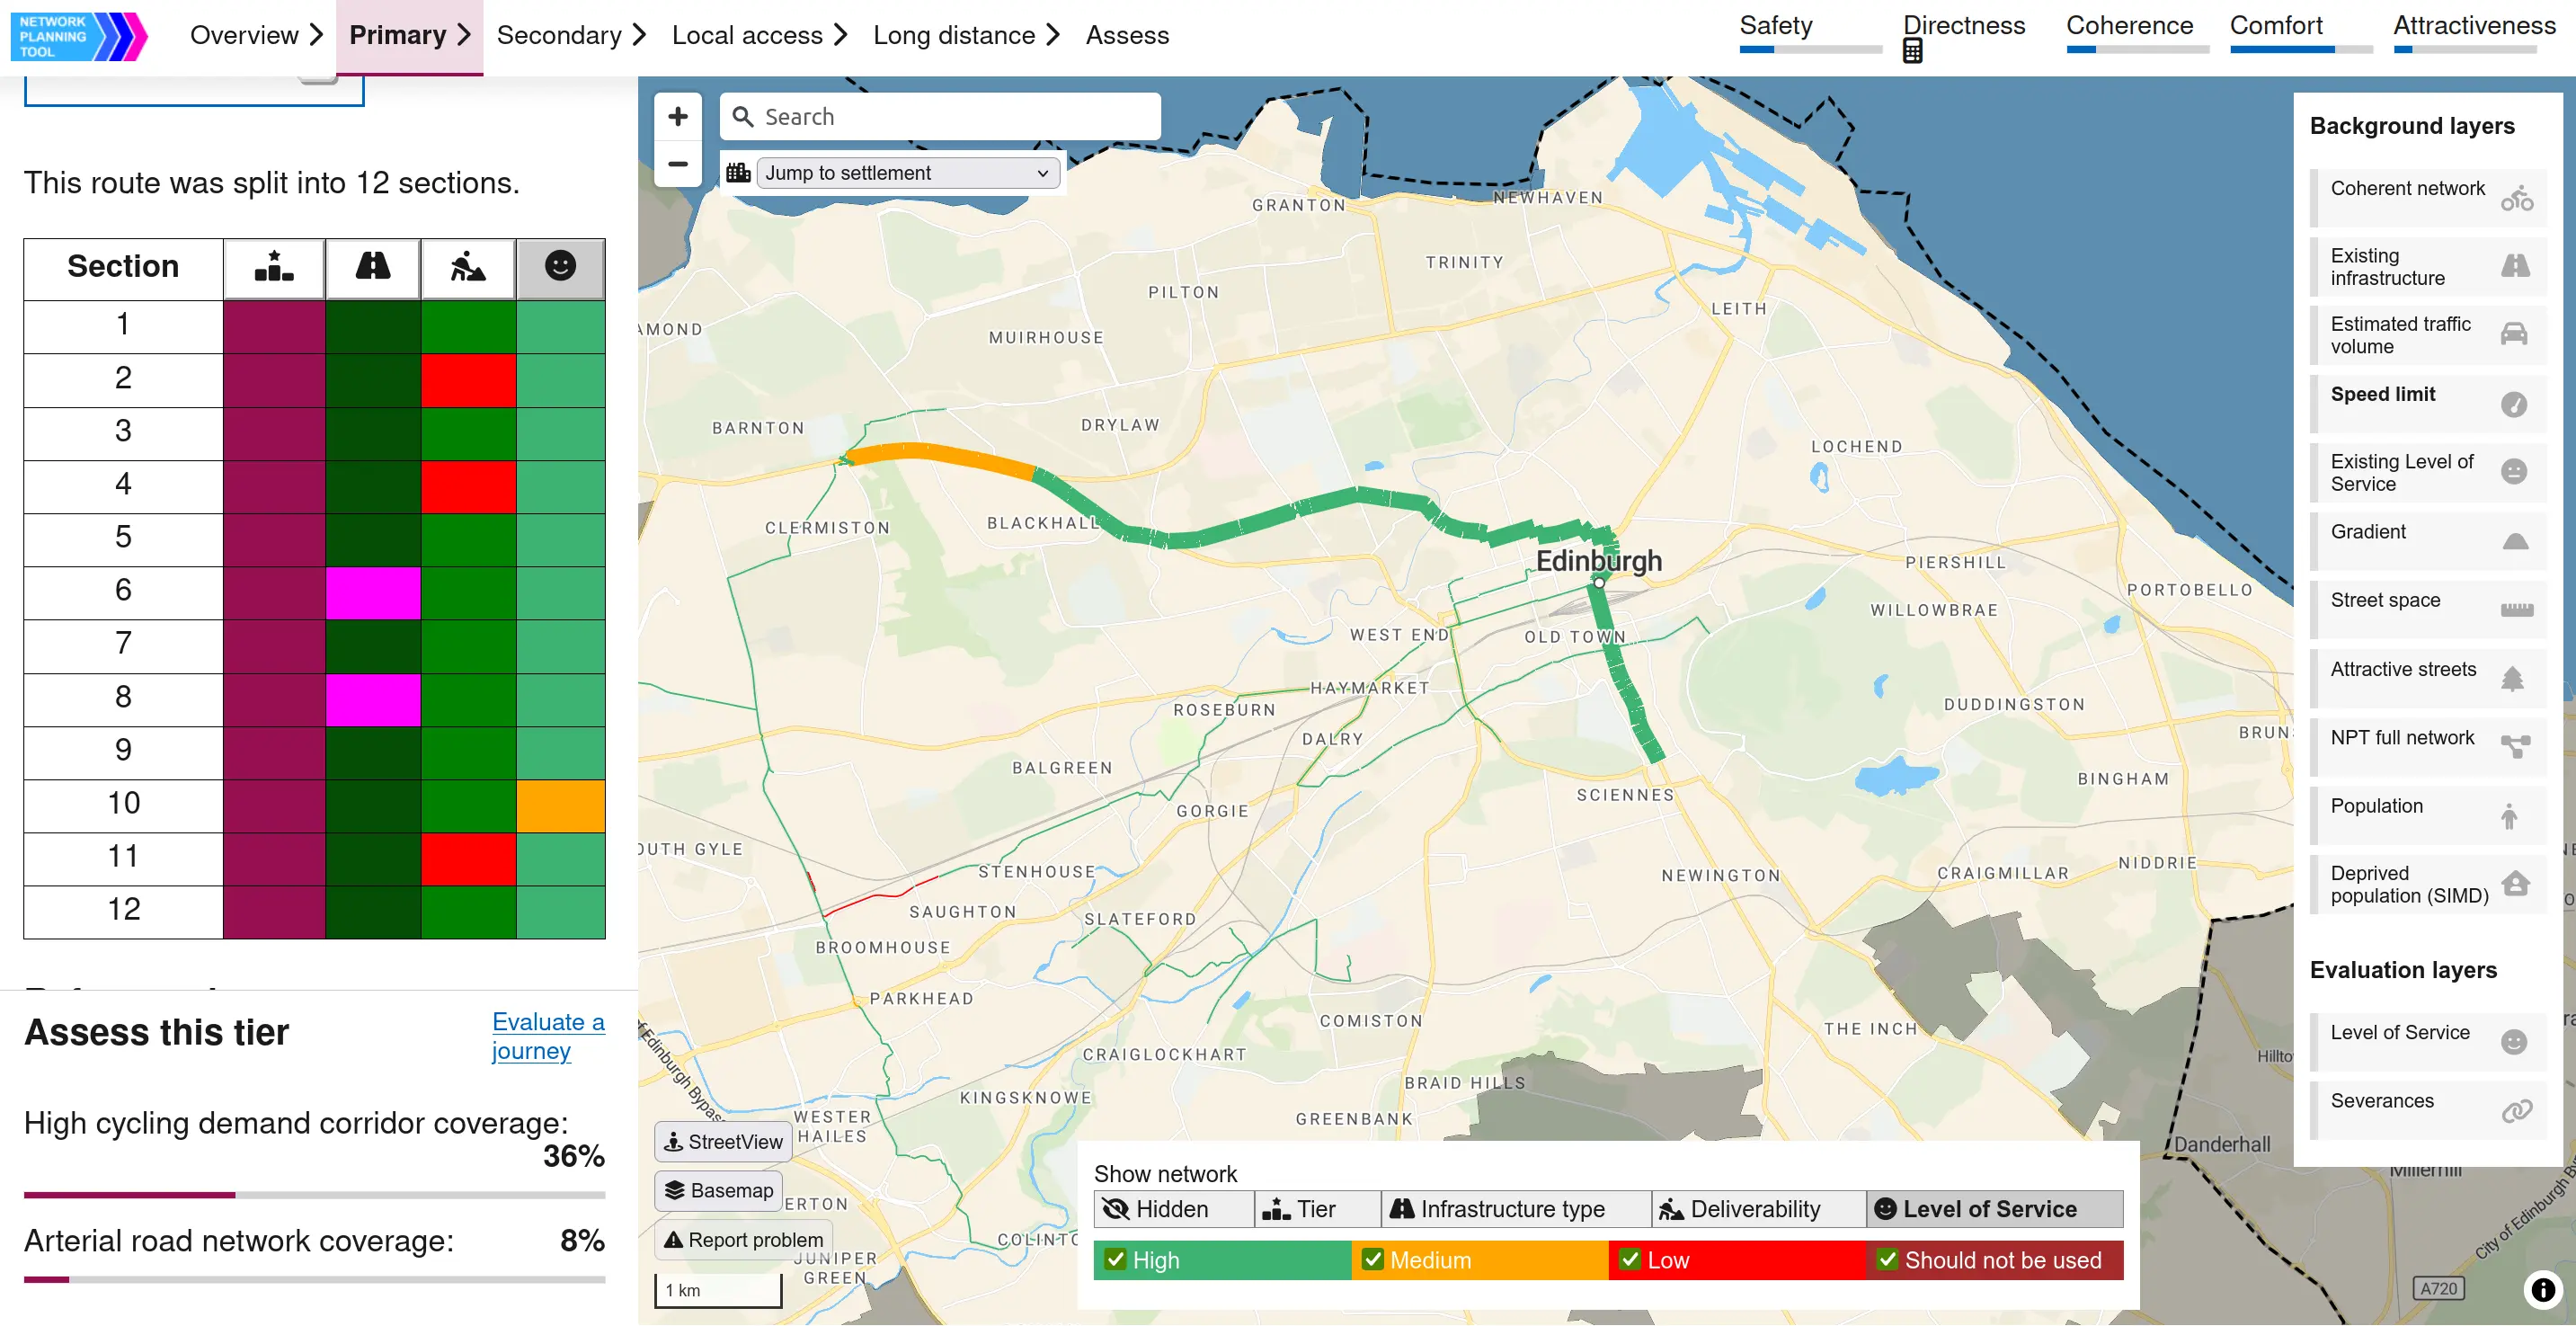 NETWORK
PLANNING
TOOL
Overview
Primary
Secondary
Local access
Long distance
Assess
Safety
Directness
Coherence
Comfort
Attractiveness
This route was split into 12 sections.
Section
1
2
3
4
5
6
7
8
9
10
11
12
Assess this tier
Evaluate a
journey
High cycling demand corridor coverage:
36%
Arterial road network coverage:
8%
+
−
Search
Jump to settlement
GRANTON
NEWHAVEN
TRINITY
PILTON
LEITH
AMOND
MUIRHOUSE
BARNTON
DRYLAW
LOCHEND
CLERMISTON
BLACKHALL
Edinburgh
PIERSHILL
PORTOBELLO
WILLOWBRAE
WEST END
OLD TOWN
HAYMARKET
ROSEBURN
DUDDINGSTON
DALRY
BRUN
BALGREEN
BINGHAM
SCIENNES
GORGIE
OUTH GYLE
STENHOUSE
NEWINGTON
CRAIGMILLAR
NIDDRIE
SAUGHTON
SLATEFORD
BROOMHOUSE
PARKHEAD
COMISTON
THE INCH
of Edinburgh Bypass
CRAIGLOCKHART
BRAID HILLS
KINGSKNOWE
WESTER
HAILES
GREENBANK
Hillto
Danderhall
Millerhill
ERTON
COLINTO
JUNIPER
GREEN
City of Edinburgh By
A720
StreetView
Basemap
Report problem
1 km
Show network
Hidden
Tier
Infrastructure type
Deliverability
Level of Service
High
Medium
Low
Should not be used
Background layers
Coherent network
Existing
infrastructure
Estimated traffic
volume
Speed limit
Existing Level of
Service
Gradient
Street space
Attractive streets
NPT full network
Population
Deprived
population (SIMD)
Evaluation layers
Level of Service
Severances